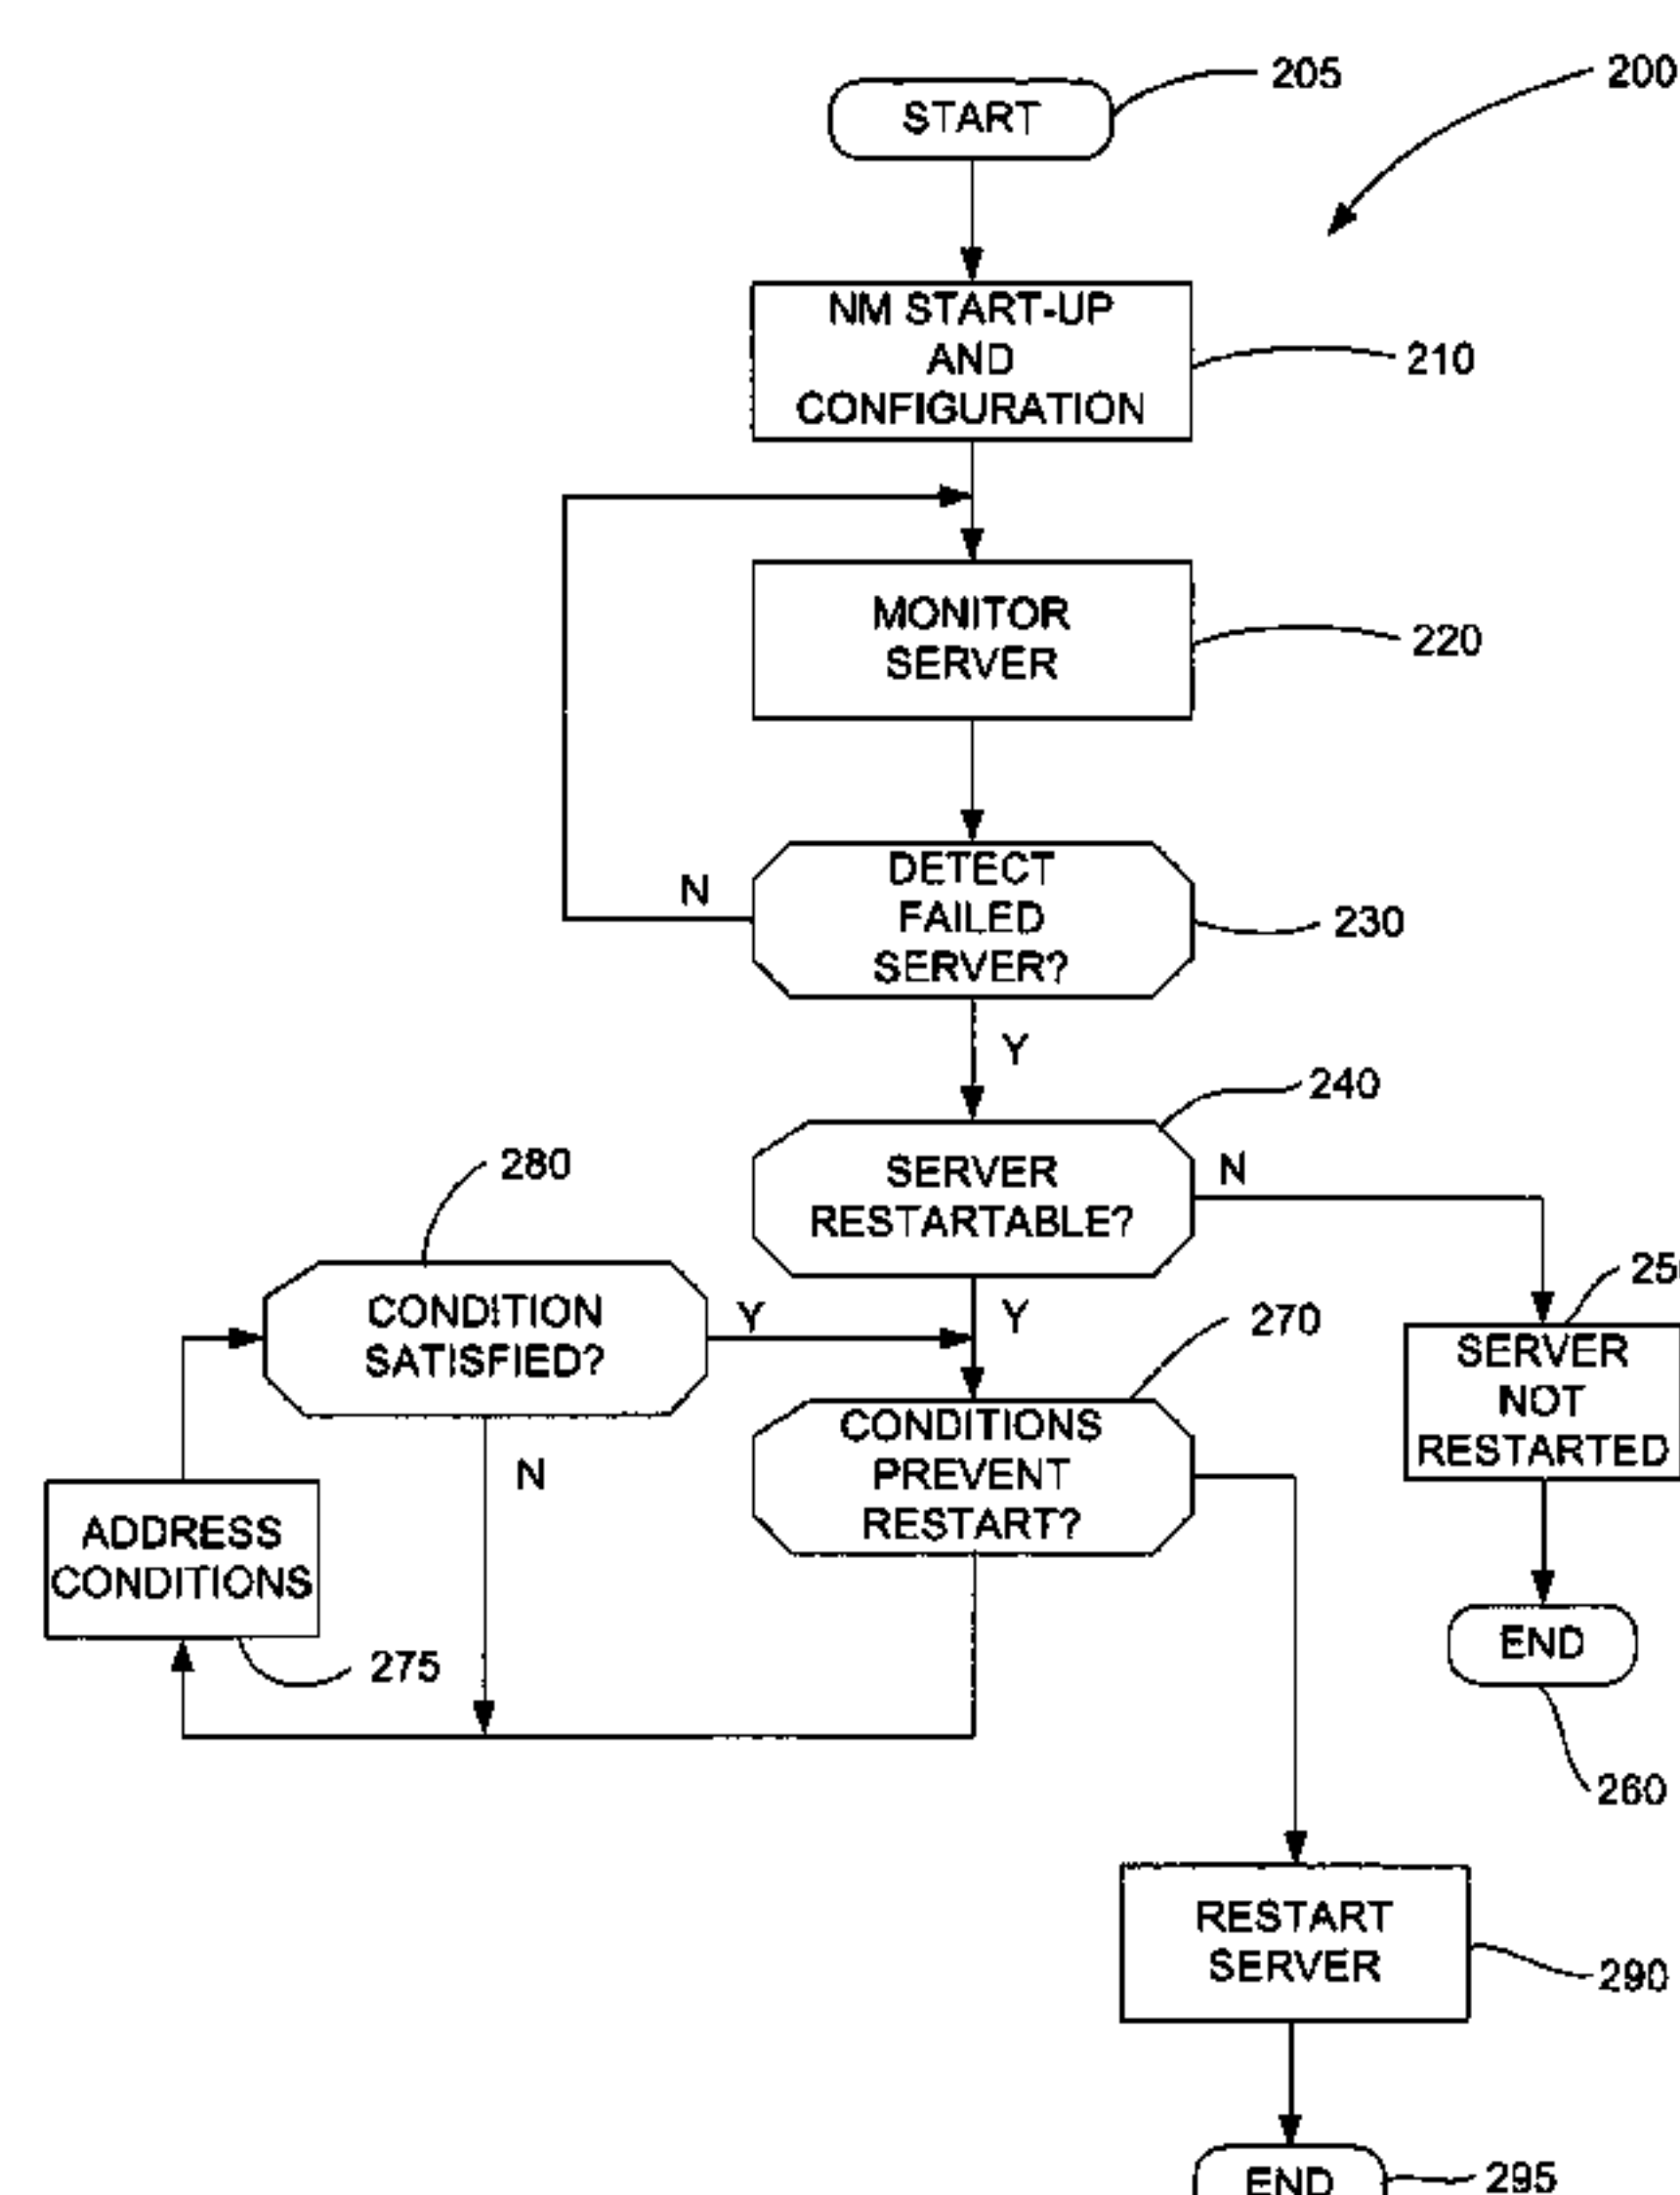 205
200
START
NM START-UP
AND
CONFIGURATION
210
MONITOR
SERVER
220
DETECT
FAILED
SERVER?
N
230
Y
240
SERVER
RESTARTABLE?
N
280
CONDITION
SATISFIED?
Y
Y
270
25
SERVER
NOT
RESTARTED
CONDITIONS
PREVENT
RESTART?
N
ADDRESS
CONDITIONS
275
END
260
RESTART
SERVER
290
END
295